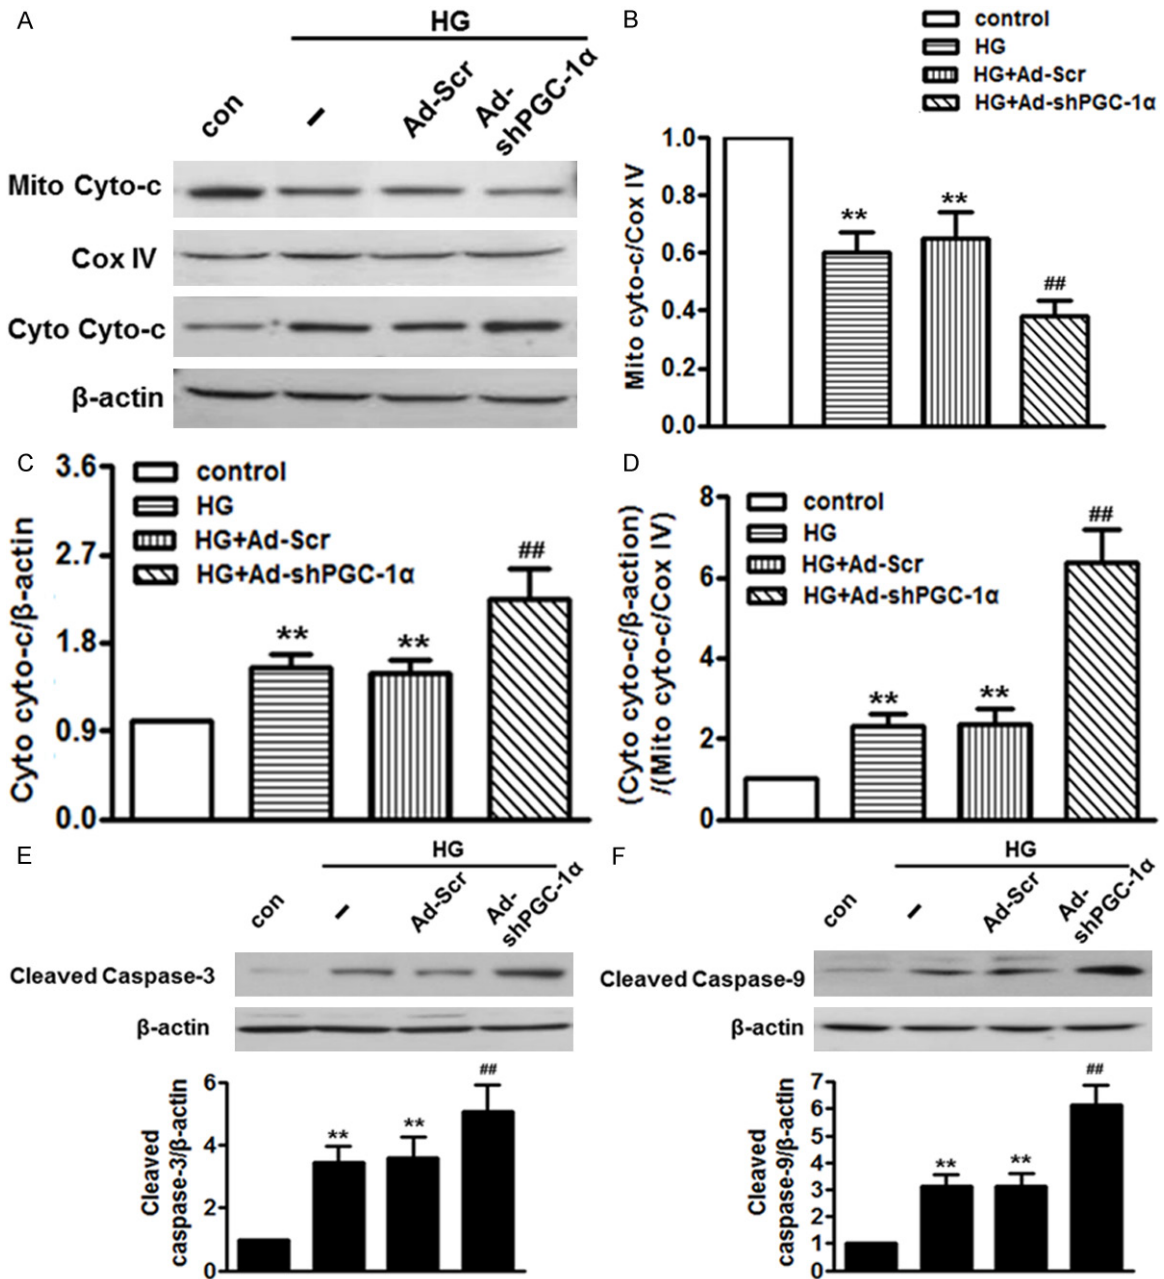 A
HG
con
–
Ad-Scr
Ad-
shPGC-1α
Mito Cyto-c
Cox IV
Cyto Cyto-c
β-actin
B
control
HG
HG+Ad-Scr
HG+Ad-shPGC-1α
Mito cyto-c/Cox IV
1.0
0.8
0.6
0.4
0.2
0.0
**
**
##
C
control
HG
HG+Ad-Scr
HG+Ad-shPGC-1α
Cyto cyto-c/β-actin
3.6
2.7
1.8
0.9
0.0
**
**
##
D
control
HG
HG+Ad-Scr
HG+Ad-shPGC-1α
(Cyto cyto-c/β-action)
/(Mito cyto-c/Cox IV)
8
6
4
2
0
**
**
##
E
HG
con
–
Ad-Scr
Ad-
shPGC-1α
Cleaved Caspase-3
β-actin
Cleaved
caspase-3/β-actin
6
4
2
0
**
**
##
F
HG
con
–
Ad-Scr
Ad-
shPGC-1α
Cleaved Caspase-9
β-actin
Cleaved
caspase-9/β-actin
7
6
5
4
3
2
1
0
**
**
##